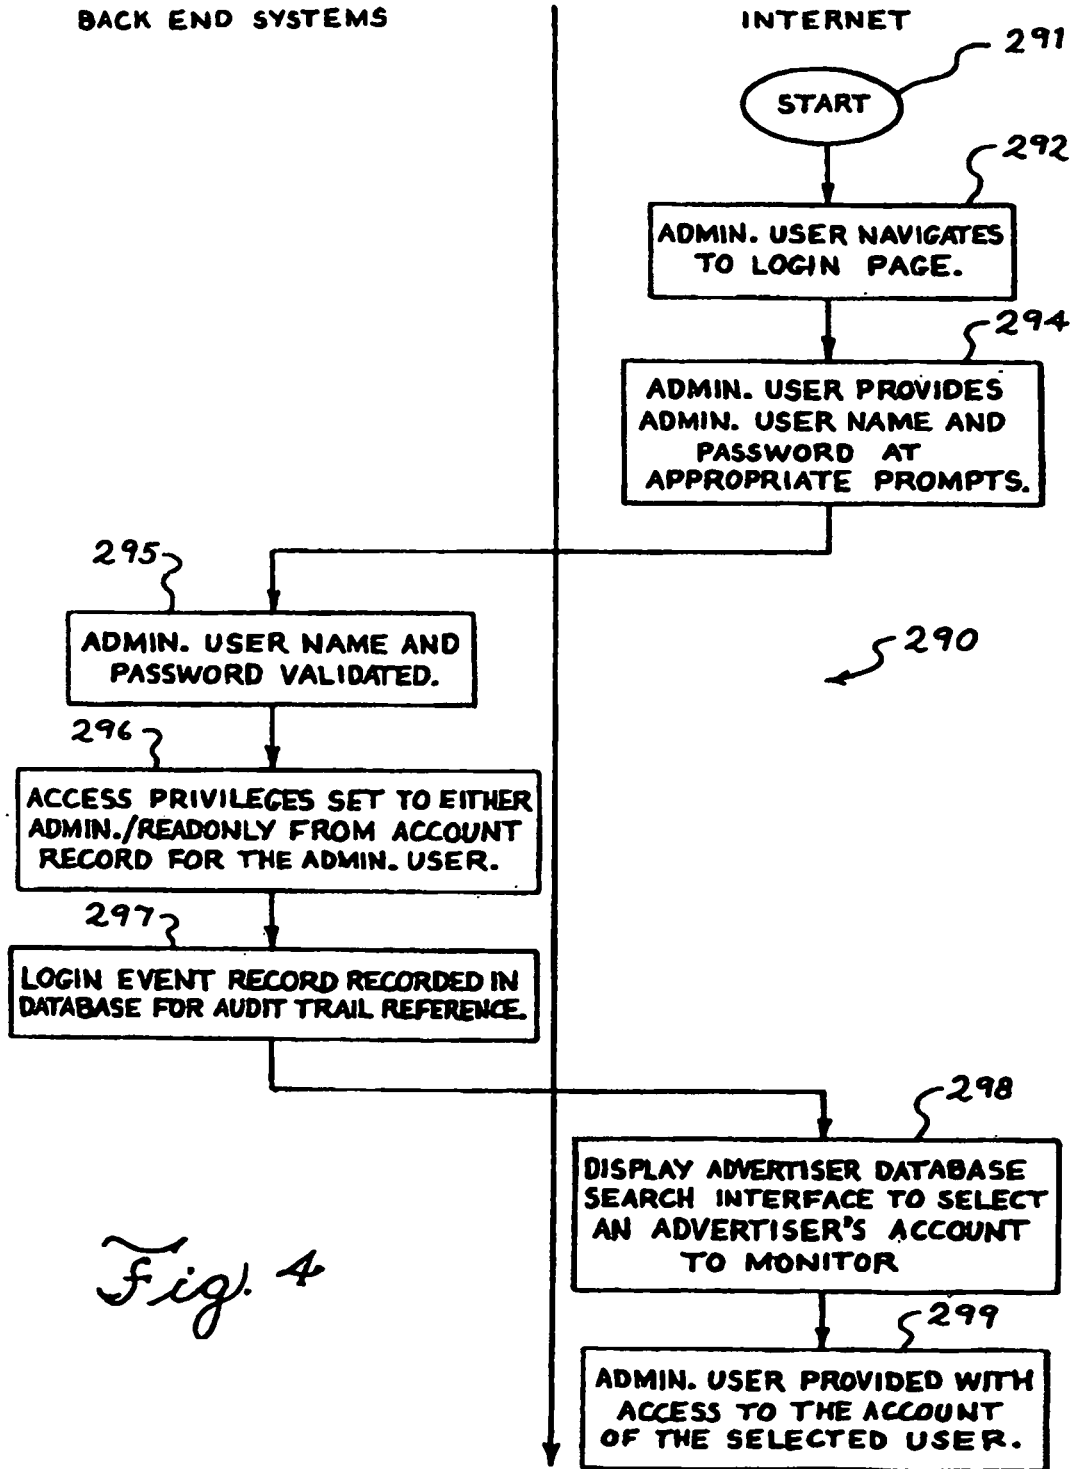 BACK END SYSTEMS
INTERNET
291
START
292
ADMIN. USER NAVIGATES
TO LOGIN PAGE.
294
ADMIN. USER PROVIDES
ADMIN. USER NAME AND
PASSWORD AT
APPROPRIATE PROMPTS.
295
ADMIN. USER NAME AND
PASSWORD VALIDATED.
290
296
ACCESS PRIVILEGES SET TO EITHER
ADMIN./READONLY FROM ACCOUNT
RECORD FOR THE ADMIN. USER.
297
LOGIN EVENT RECORD RECORDED IN
DATABASE FOR AUDIT TRAIL REFERENCE.
298
DISPLAY ADVERTISER DATABASE
SEARCH INTERFACE TO SELECT
AN ADVERTISER'S ACCOUNT
TO MONITOR
299
ADMIN. USER PROVIDED WITH
ACCESS TO THE ACCOUNT
OF THE SELECTED USER.
Fig. 4